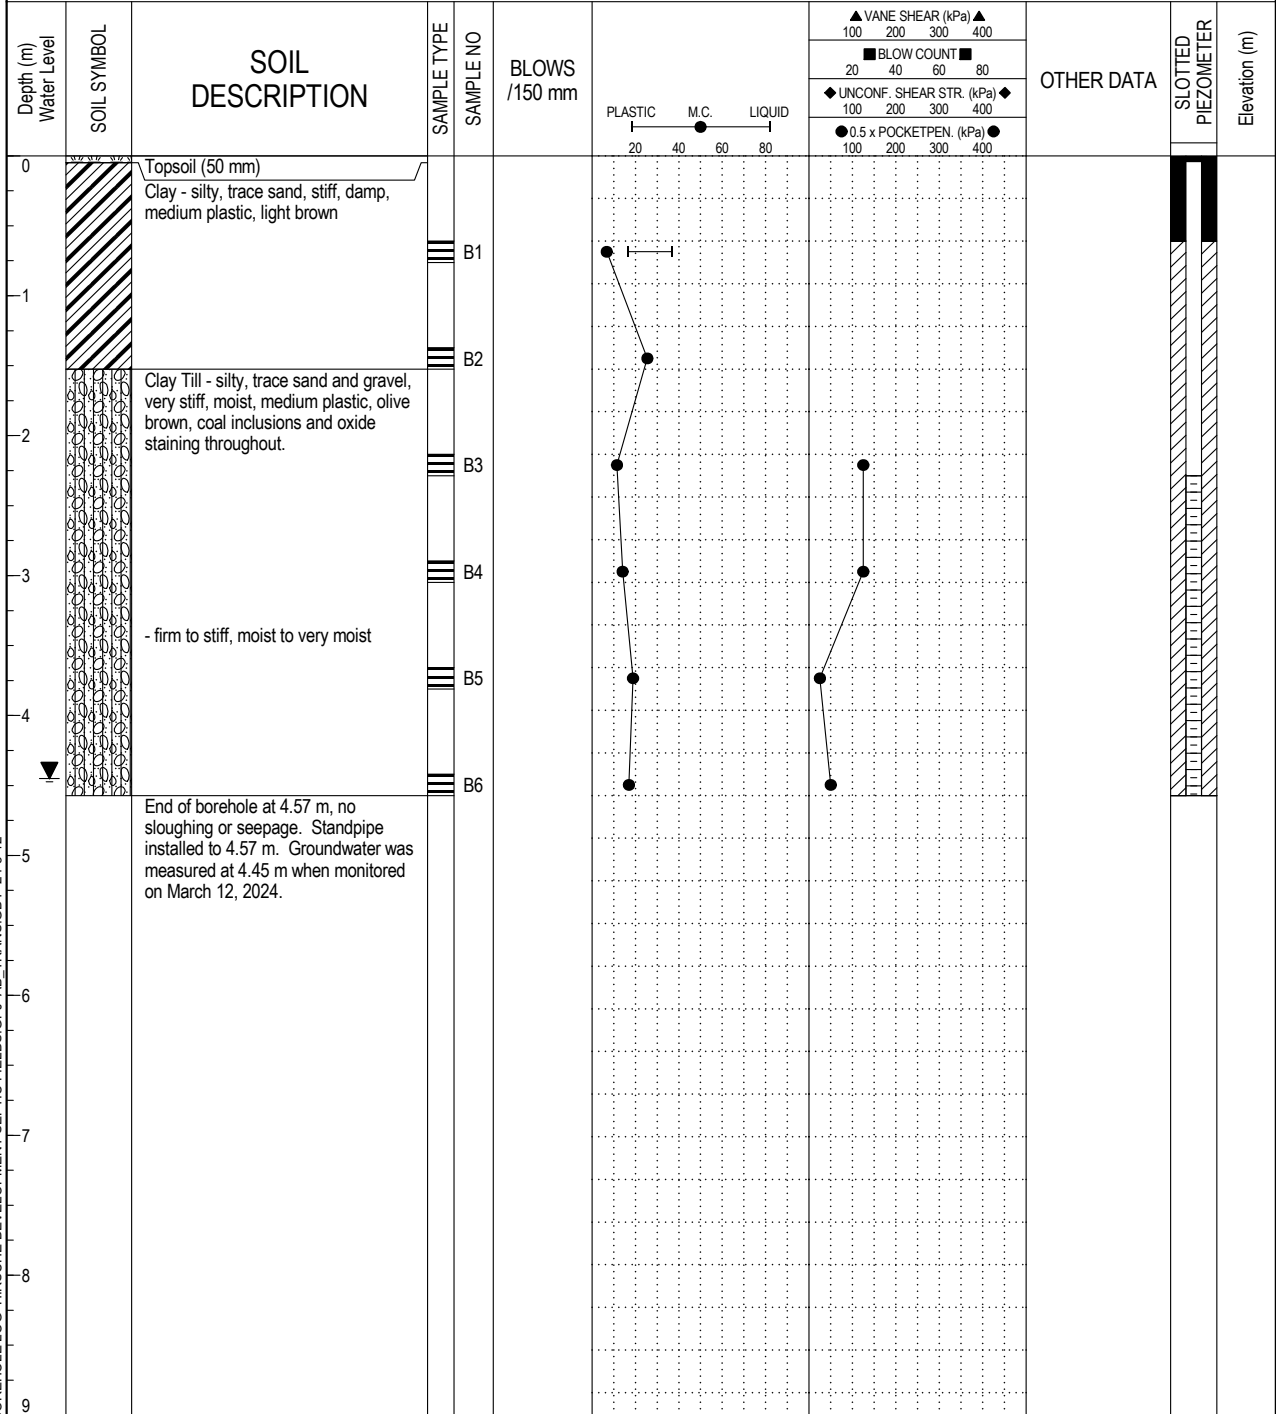 Depth (m)
Water Level
SOIL SYMBOL
SOIL
DESCRIPTION
SAMPLE TYPE
SAMPLE NO
BLOWS
/150 mm
PLASTIC M.C. LIQUID
20 40 60 80
▲ VANE SHEAR (kPa) ▲
100 200 300 400
■ BLOW COUNT ■
20 40 60 80
◆ UNCONF. SHEAR STR. (kPa) ◆
100 200 300 400
● 0.5 x POCKETPEN. (kPa) ●
100 200 300 400
OTHER DATA
SLOTTED
PIEZOMETER
Elevation (m)
0
Topsoil (50 mm)
Clay - silty, trace sand, stiff, damp,
medium plastic, light brown
B1
1
B2
Clay Till - silty, trace sand and gravel,
very stiff, moist, medium plastic, olive
brown, coal inclusions and oxide
staining throughout.
2
B3
B4
3
- firm to stiff, moist to very moist
B5
4
B6
End of borehole at 4.57 m, no
sloughing or seepage. Standpipe
installed to 4.57 m. Groundwater was
measured at 4.45 m when monitored
on March 12, 2024.
5
6
7
8
9